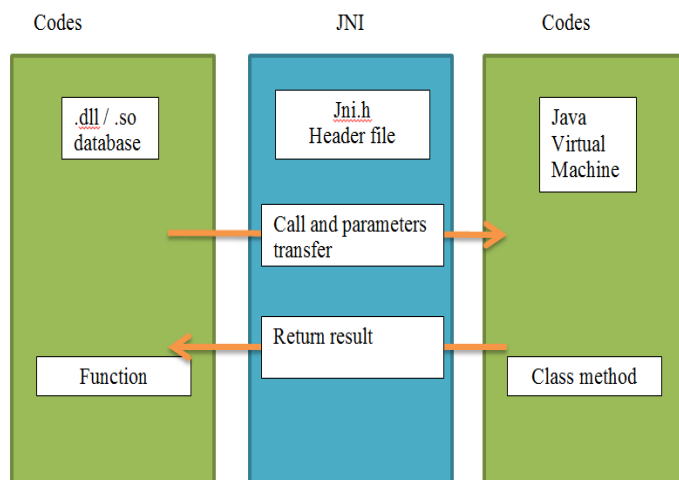 Codes
JNI
Codes
.dll / .so
database
Jni.h
Header file
Java
Virtual
Machine
Call and parameters
transfer
Return result
Function
Class method